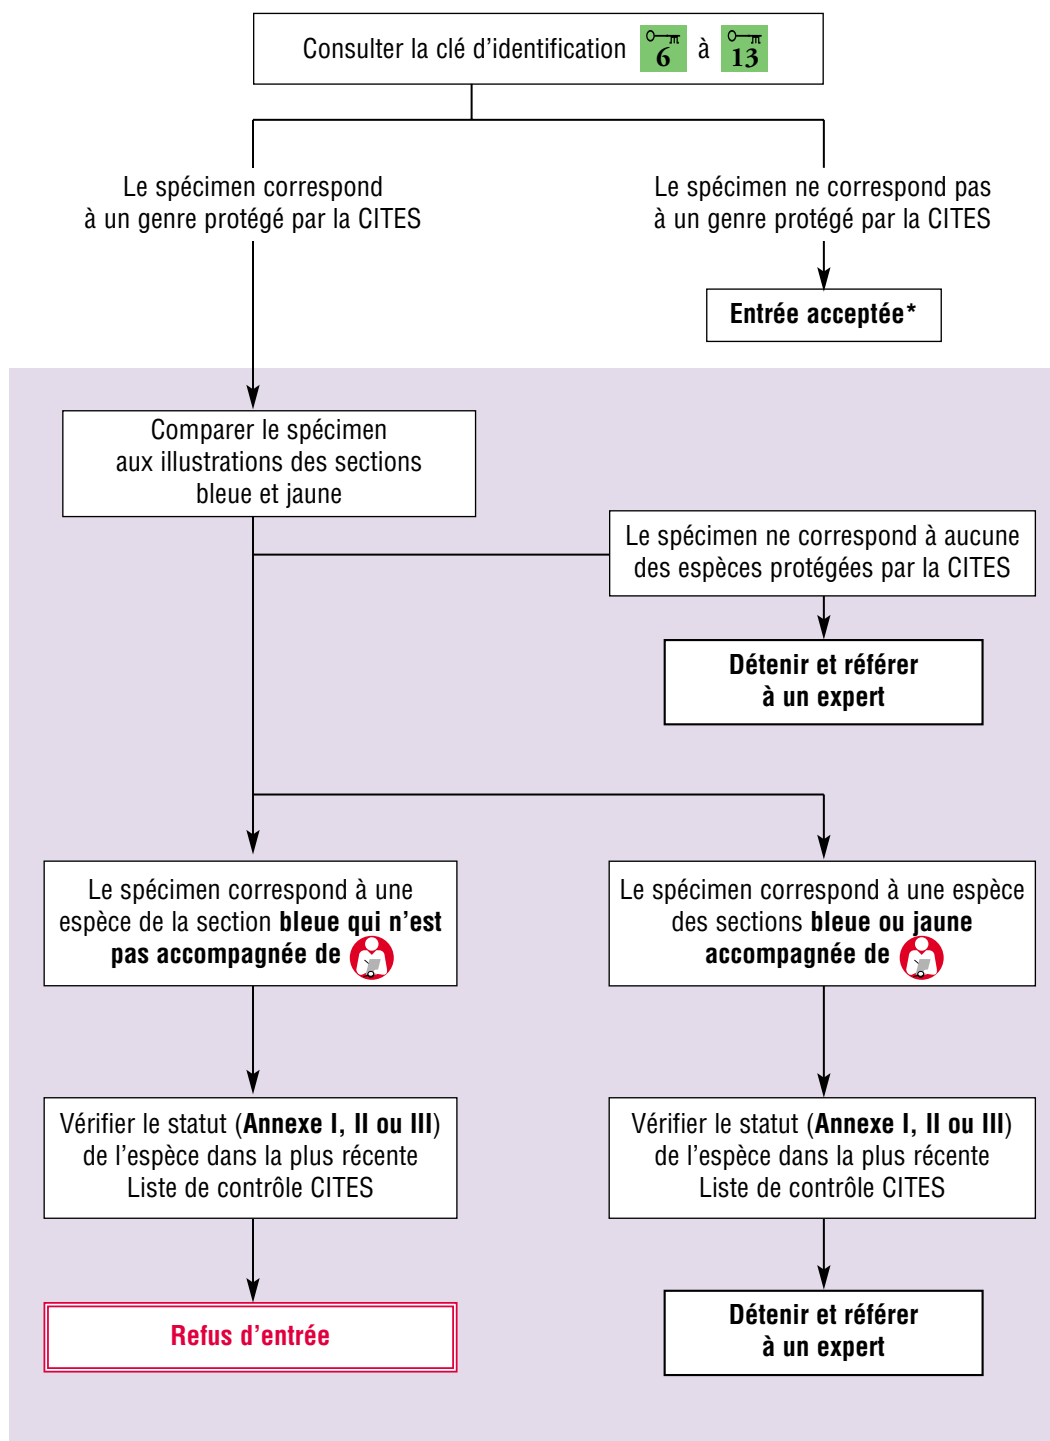 Consulter la clé d'identification 6 à 13
Le spécimen correspond
à un genre protégé par la CITES
Le spécimen ne correspond pas
à un genre protégé par la CITES
Entrée acceptée*
Comparer le spécimen
aux illustrations des sections
bleue et jaune
Le spécimen ne correspond à aucune
des espèces protégées par la CITES
Détenir et référer
à un expert
Le spécimen correspond à une
espèce de la section bleue qui n'est
pas accompagnée de
Le spécimen correspond à une espèce
des sections bleue ou jaune
accompagnée de
Vérifier le statut (Annexe I, II ou III)
de l'espèce dans la plus récente
Liste de contrôle CITES
Vérifier le statut (Annexe I, II ou III)
de l'espèce dans la plus récente
Liste de contrôle CITES
Refus d'entrée
Détenir et référer
à un expert